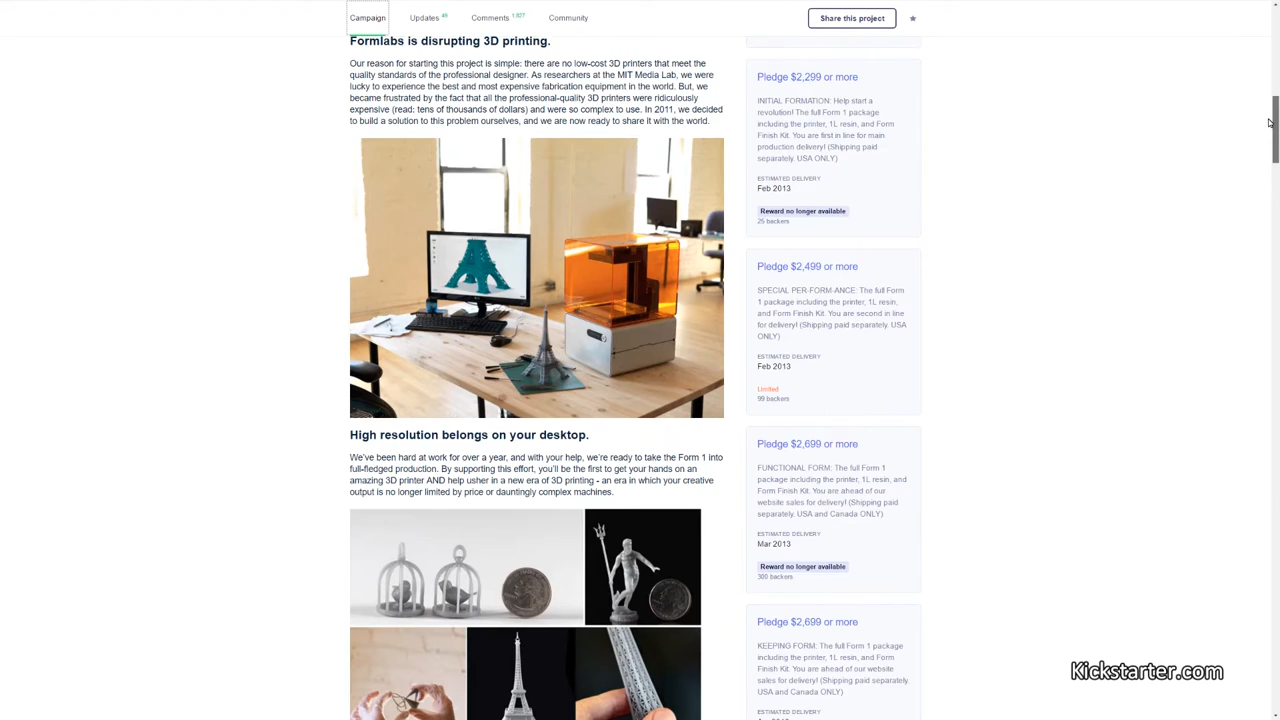 Campaign
Updates 49
Comments 1,827
Community
Share this project
Formlabs is disrupting 3D printing.
Our reason for starting this project is simple: there are no low-cost 3D printers that meet the
quality standards of the professional designer. As researchers at the MIT Media Lab, we were
lucky to experience the best and most expensive fabrication equipment in the world. But, we
became frustrated by the fact that all the professional-quality 3D printers were ridiculously
expensive (read: tens of thousands of dollars) and were so complex to use. In 2011, we decided
to build a solution to this problem ourselves, and we are now ready to share it with the world.
High resolution belongs on your desktop.
We've been hard at work for over a year, and with your help, we're ready to take the Form 1 into
full-fledged production. By supporting this effort, you'll be the first to get your hands on an
amazing 3D printer AND help usher in a new era of 3D printing - an era in which your creative
output is no longer limited by price or dauntingly complex machines.
Pledge $2,299 or more
INITIAL FORMATION: Help start a
revolution! The full Form 1 package
including the printer, 1L resin, and Form
Finish Kit. You are first in line for main
production delivery! (Shipping paid
separately. USA ONLY)
ESTIMATED DELIVERY
Feb 2013
Reward no longer available
25 backers
Pledge $2,499 or more
SPECIAL PER-FORM-ANCE: The full Form
1 package including the printer, 1L resin,
and Form Finish Kit. You are second in line
for delivery! (Shipping paid separately. USA
ONLY)
ESTIMATED DELIVERY
Feb 2013
Limited
99 backers
Pledge $2,699 or more
FUNCTIONAL FORM: The full Form 1
package including the printer, 1L resin, and
Form Finish Kit. You are ahead of our
website sales for delivery! (Shipping paid
separately. USA and Canada ONLY)
ESTIMATED DELIVERY
Mar 2013
Reward no longer available
300 backers
Pledge $2,699 or more
KEEPING FORM: The full Form 1 package
including the printer, 1L resin, and Form
Finish Kit. You are ahead of our website
sales for delivery! (Shipping paid separately.
USA and Canada ONLY)
ESTIMATED DELIVERY
Kickstarter.com